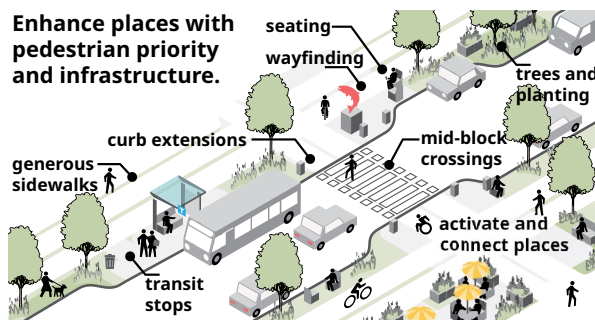 Enhance places with
pedestrian priority
and infrastructure.
seating
wayfinding
trees and
planting
curb extensions
mid-block
crossings
generous
sidewalks
activate and
connect places
transit
stops